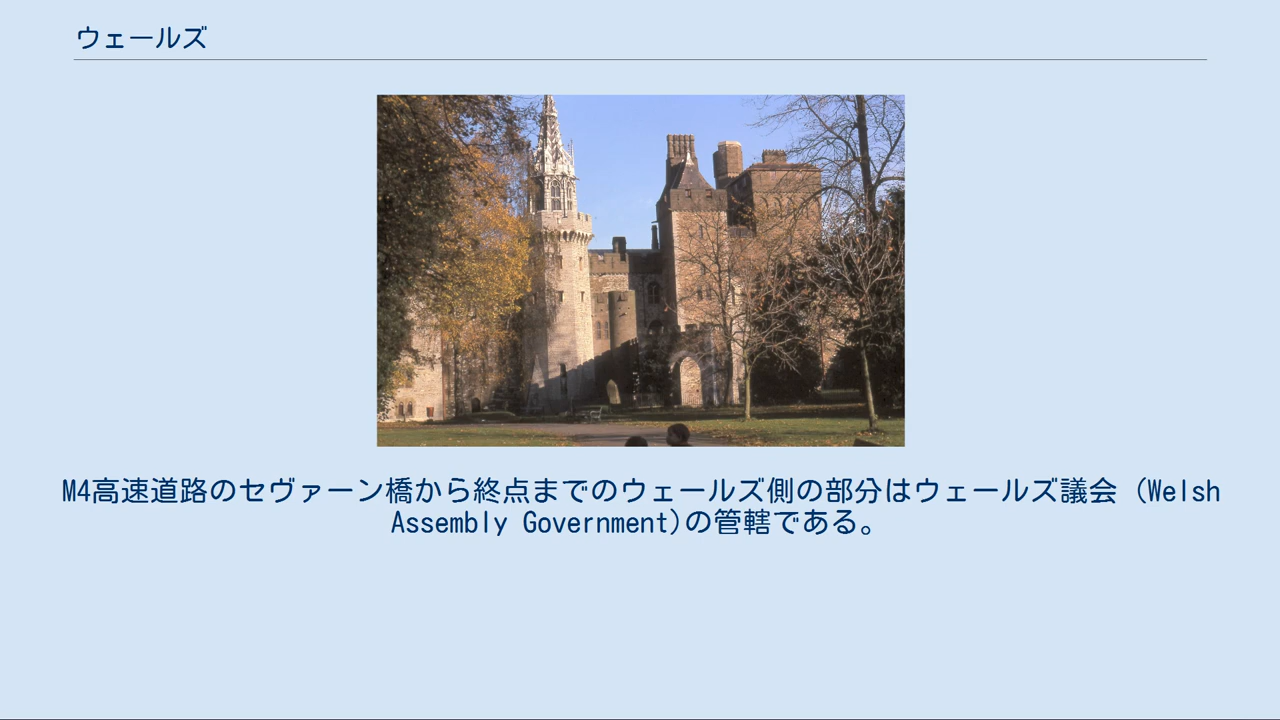 ウェールズ
M4高速道路のセヴァーン橋から終点までのウェールズ側の部分はウェールズ議会 (Welsh
Assembly Government)の管轄である。